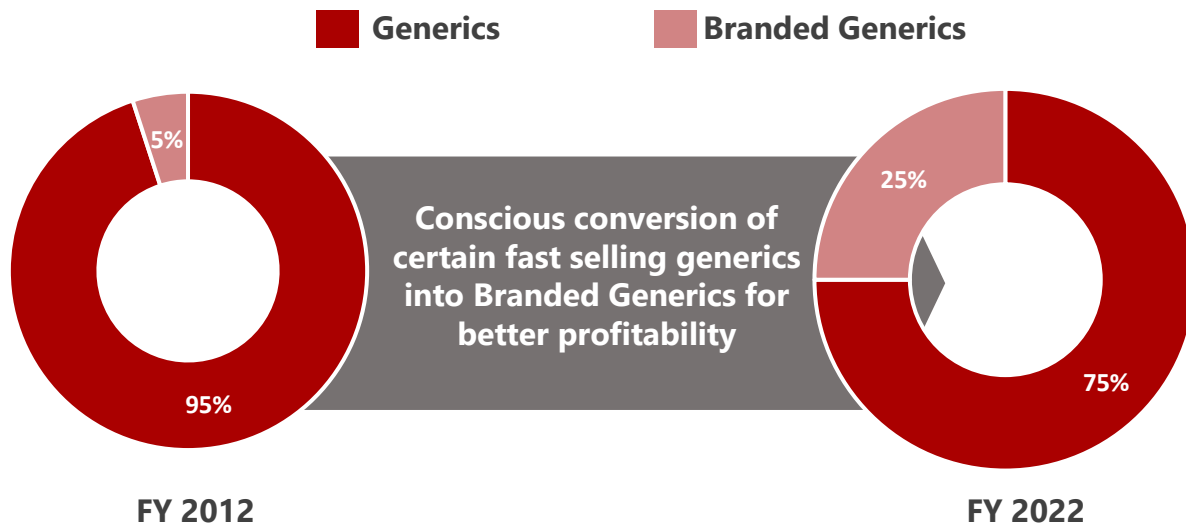 Generics
Branded Generics
5%
95%
Conscious conversion of
certain fast selling generics
into Branded Generics for
better profitability
25%
75%
FY 2012
FY 2022